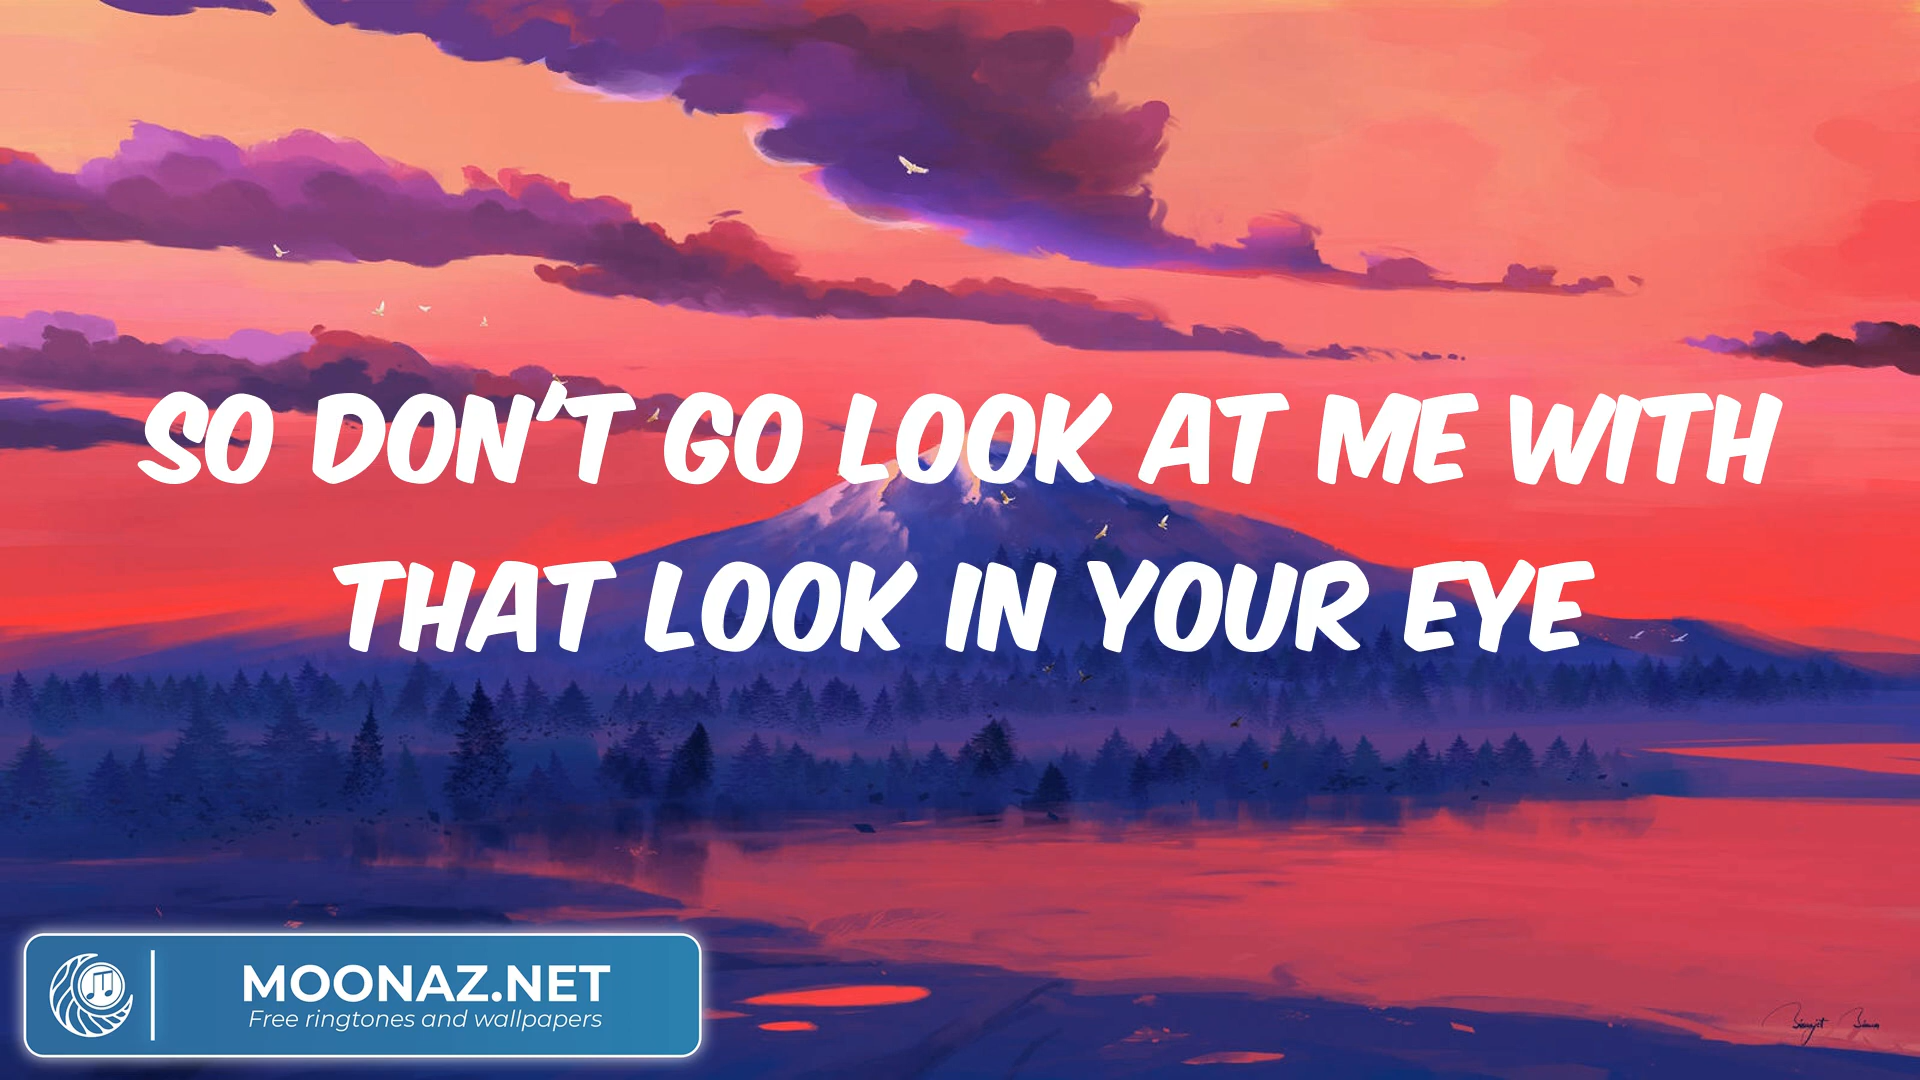 SO DON'T GO LOOK AT ME WITH
THAT LOOK IN YOUR EYE
MOONAZ.NET
Free ringtones and wallpapers